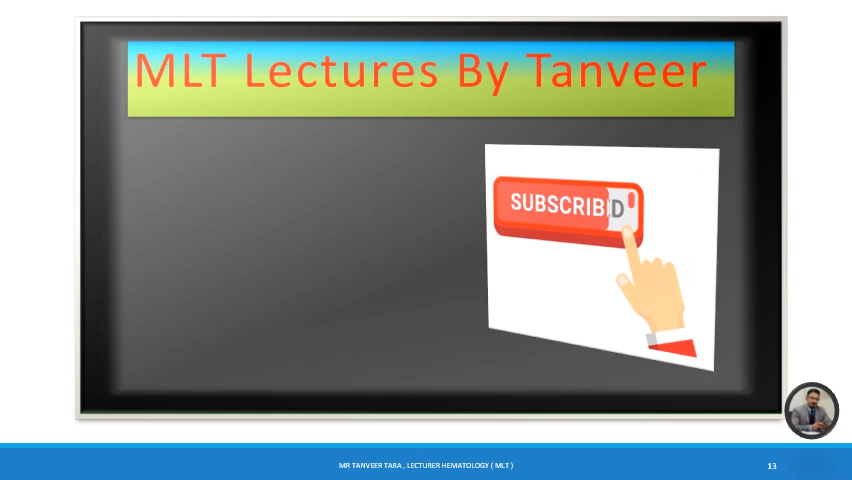 MLT Lectures By Tanveer
SUBSCRIBED
MR TANVEER TARA , LECTURER HEMATOLOGY ( MLT )
13